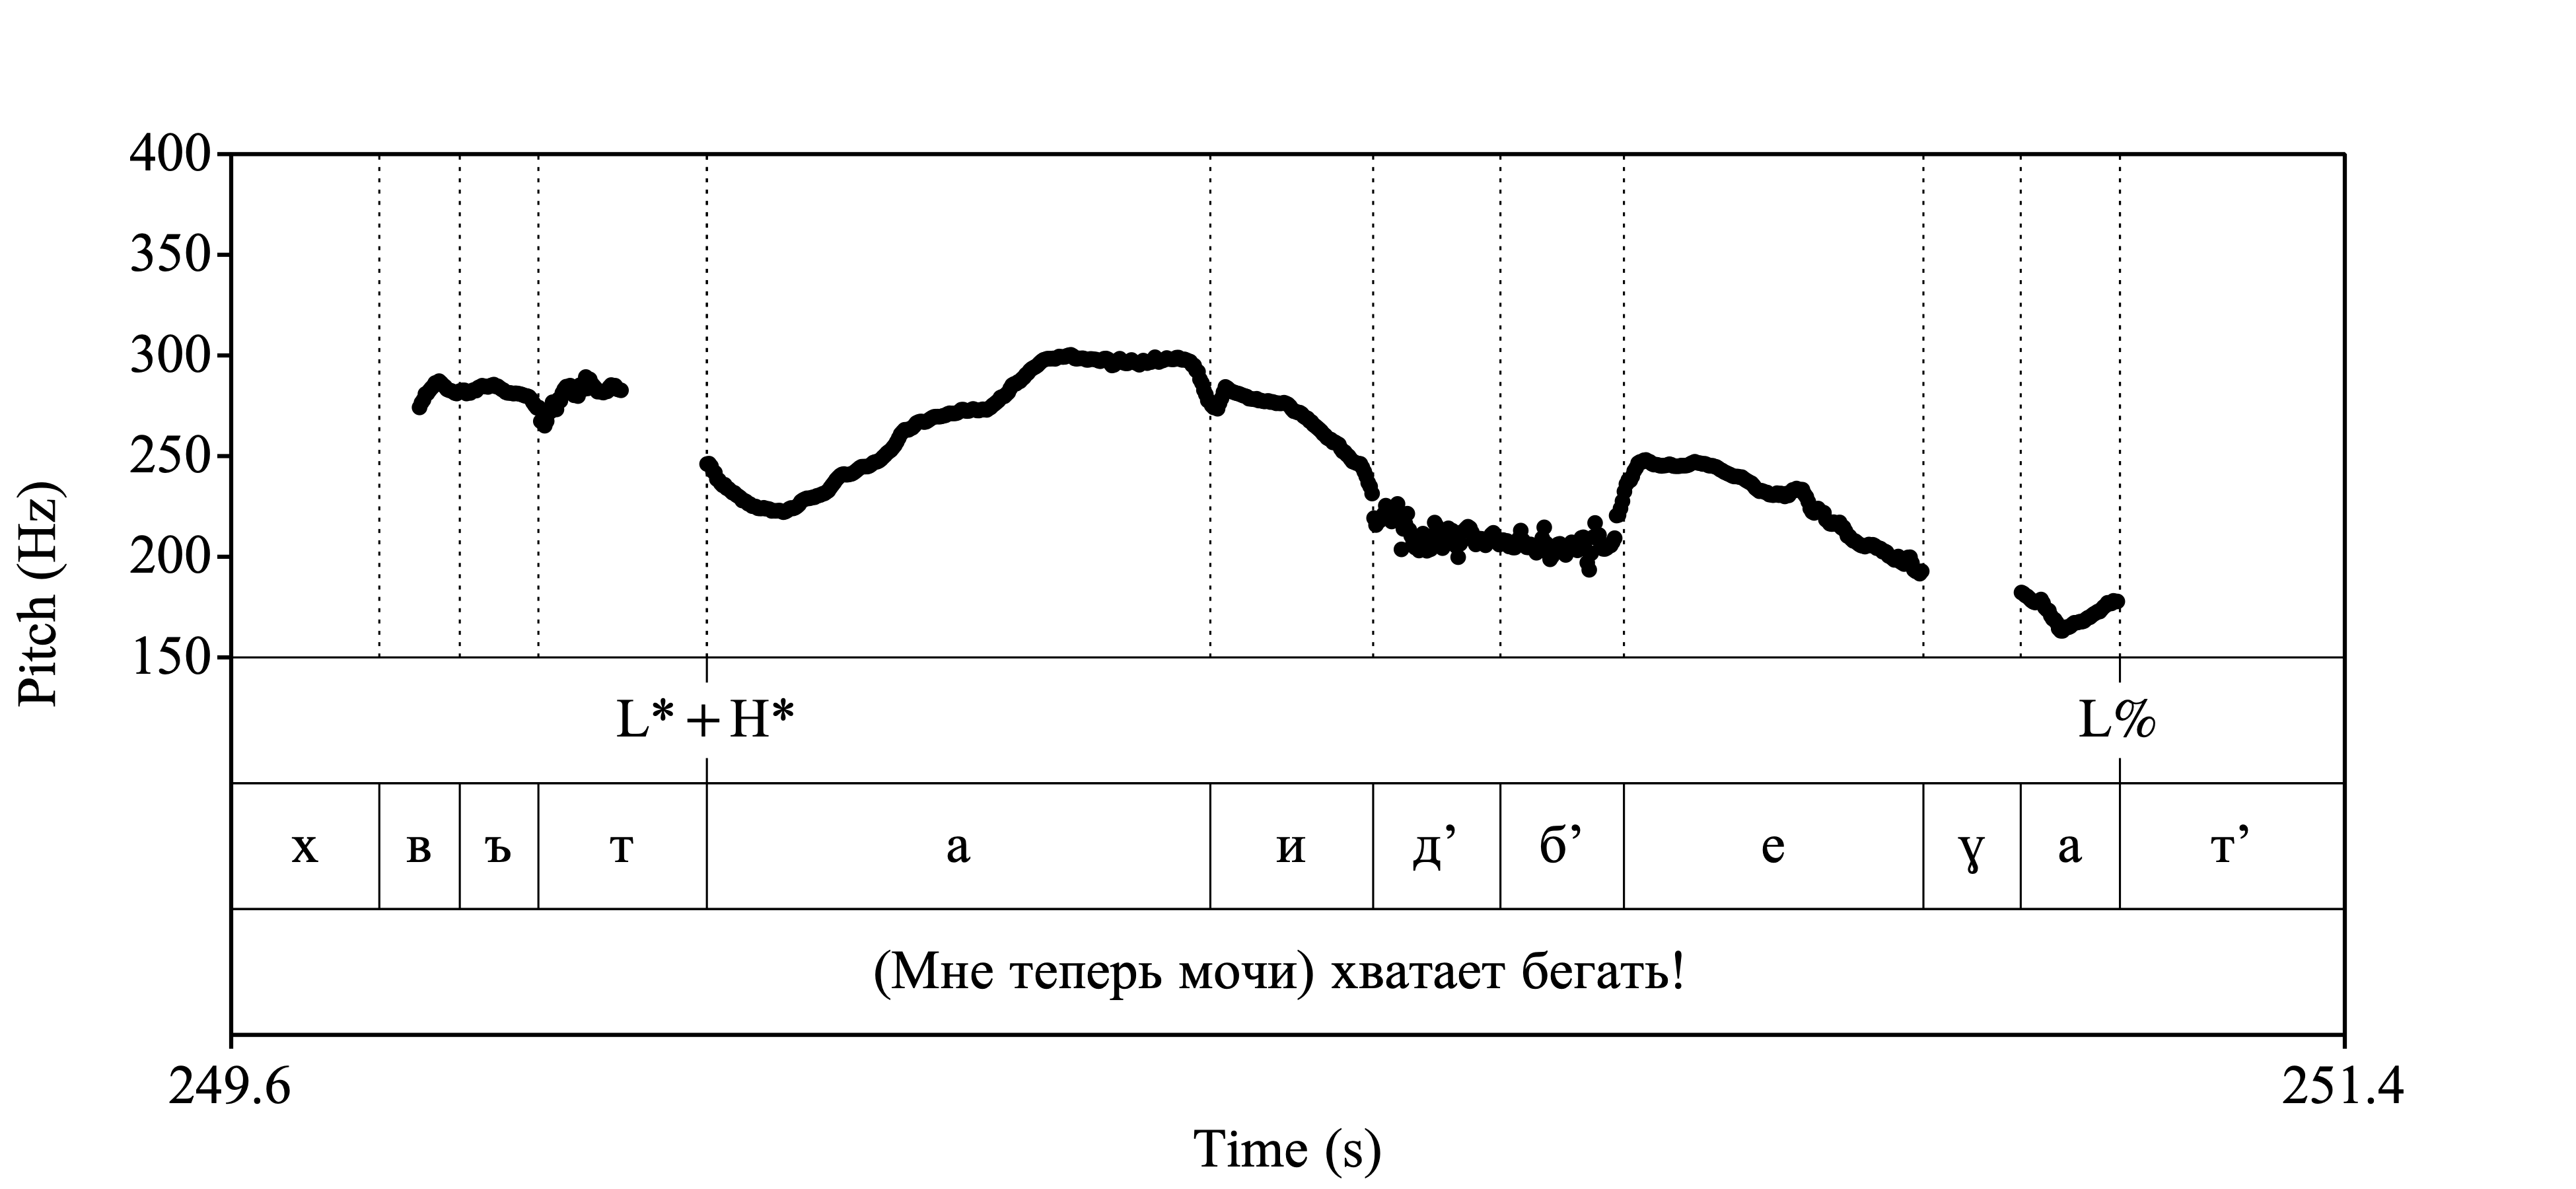 400
350
300
250
200
150
Pitch (Hz)
L* + H* L%
х в ъ т а и д’ б’ е ɣ а т’
(Мне теперь мочи) хватает бегать!
249.6 251.4
Time (s)